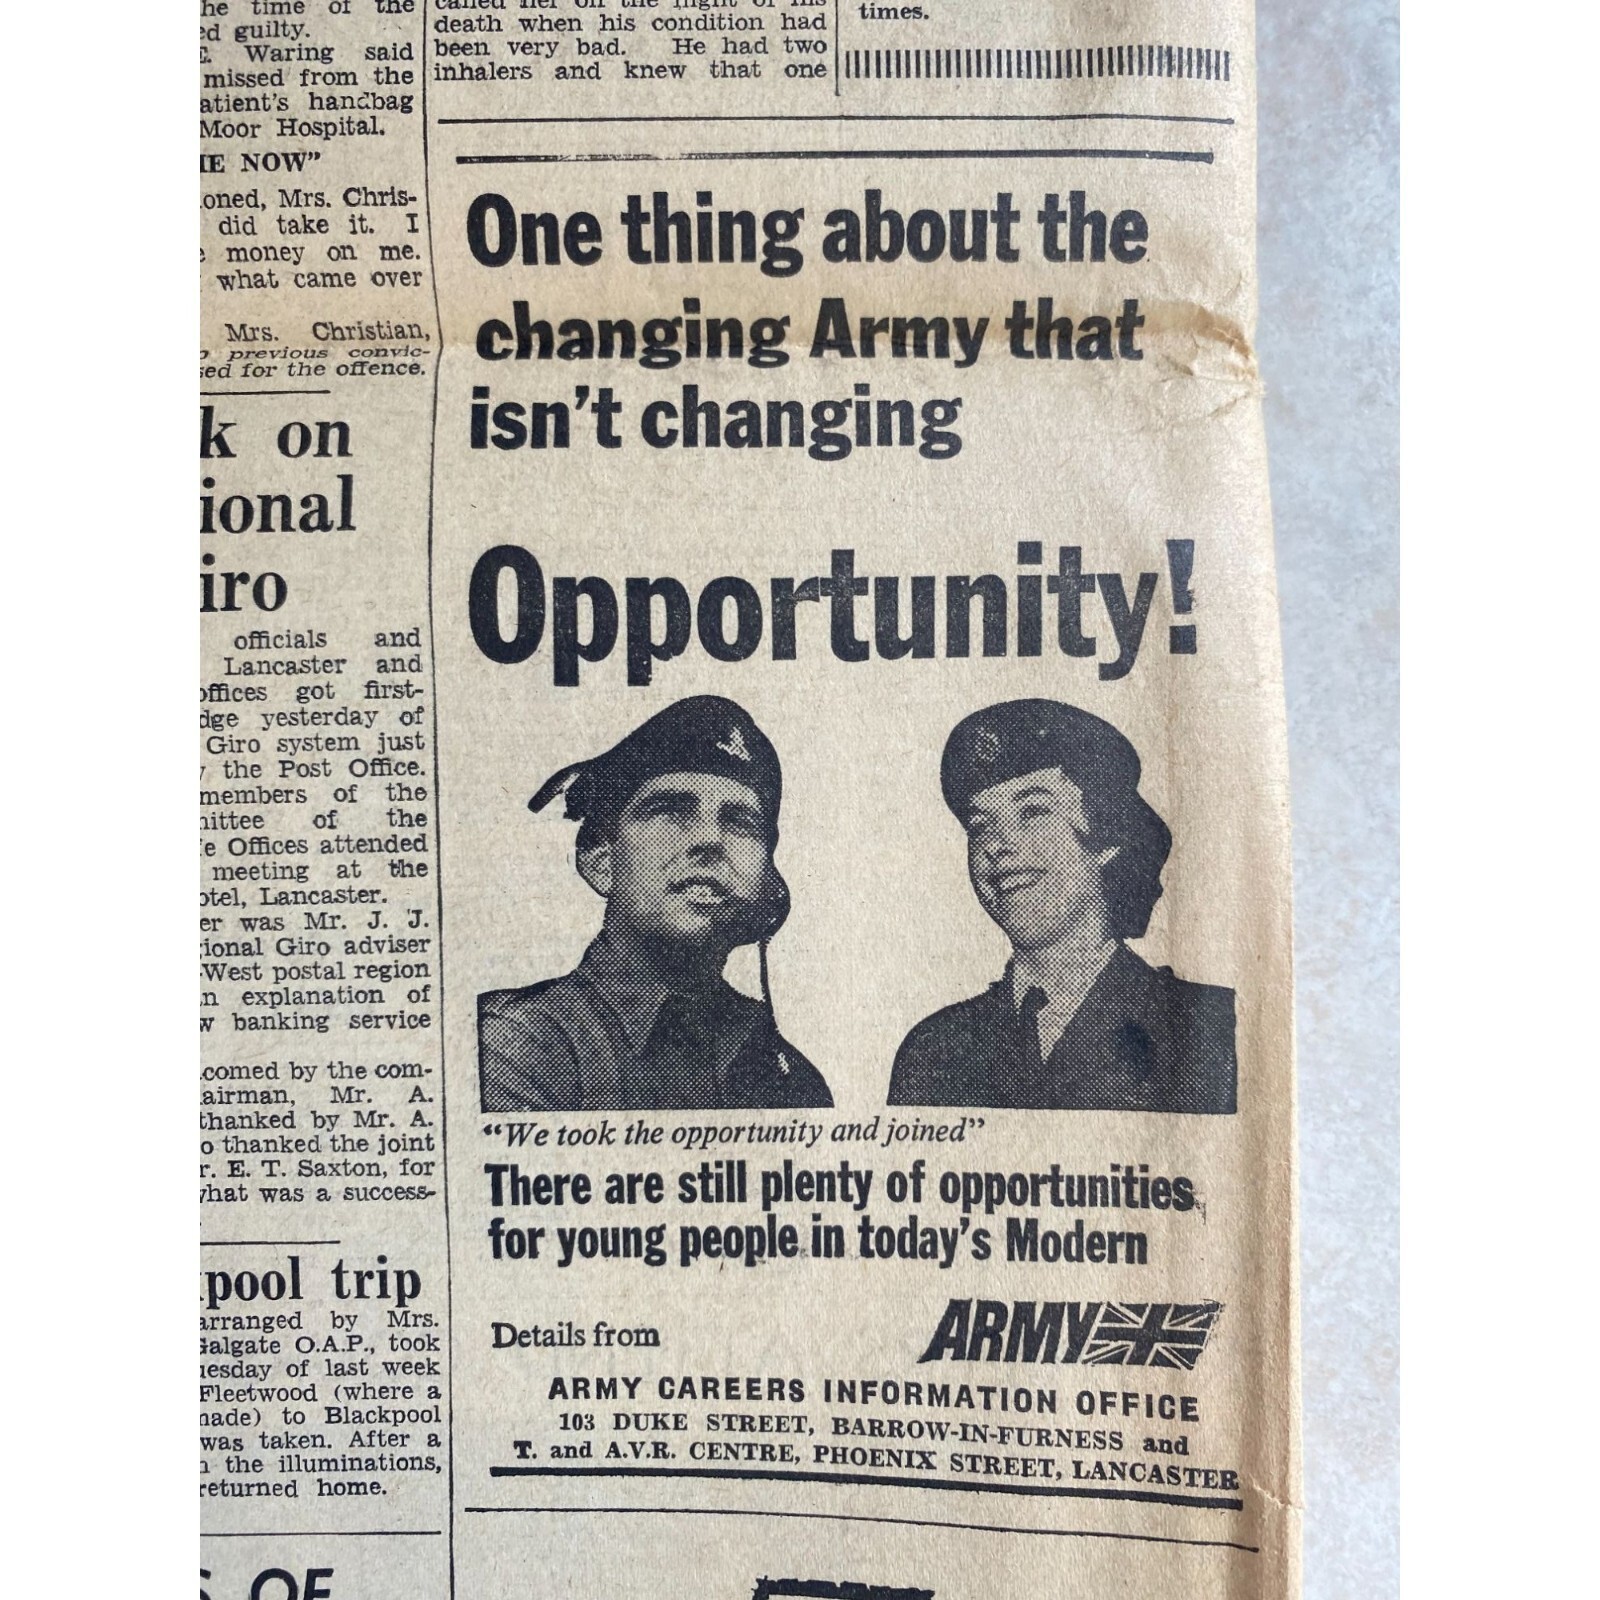 he time of the
ed guilty.
E. Waring said
missed from the
atient's handbag
Moor Hospital.
IE NOW”
oned, Mrs. Chris-
did take it. I
money on me.
what came over
Mrs. Christian,
previous convic-
sed for the offence.
k on
ional
iro
officials and
Lancaster and
offices got first-
dge yesterday of
Giro system just
the Post Office.
members of the
nittee of the
e Offices attended
meeting at the
otel, Lancaster.
er was Mr. J. J.
ional Giro adviser
-West postal region
n explanation of
w banking service
comed by the com-
airman, Mr. A.
thanked by Mr. A.
o thanked the joint
r. E. T. Saxton, for
what was a success-
pool trip
arranged by Mrs.
Galgate O.A.P., took
uesday of last week
Fleetwood (where a
nade) to Blackpool
was taken. After a
n the illuminations,
returned home.
S OF
called her on the night of his
death when his condition had
been very bad. He had two
inhalers and knew that one
times.
One thing about the
changing Army that
isn't changing
Opportunity!
“We took the opportunity and joined”
There are still plenty of opportunities
for young people in today's Modern
Details from
ARMY
ARMY CAREERS INFORMATION OFFICE
103 DUKE STREET, BARROW-IN-FURNESS and
T. and A.V.R. CENTRE, PHOENIX STREET, LANCASTER